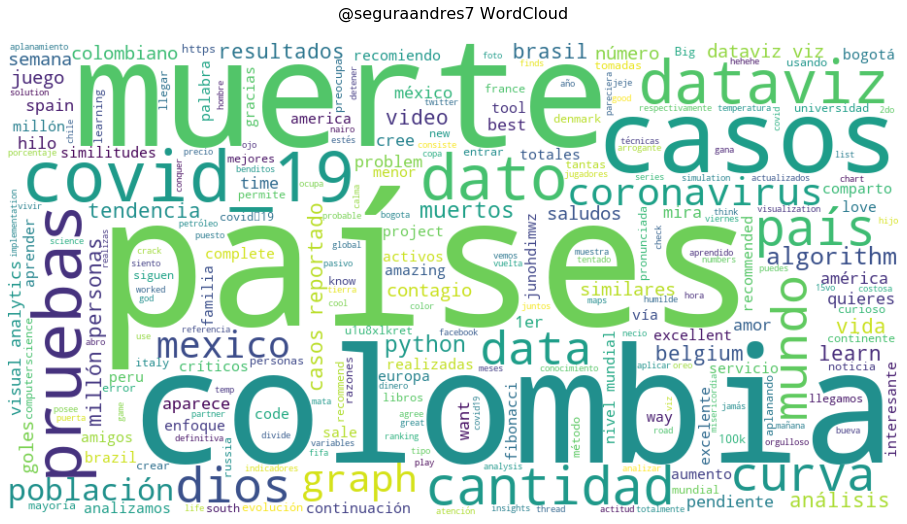 @seguraandres7 WordCloud
muerte
países
colombia
casos
dataviz
covid_19
dato
coronavirus
país
pruebas
mexico
data
mundo
dios
graph
cantidad
curva
población
aplanamiento
semana
colombiano
https
resultados
recomiendo
brasil
número
Big
dataviz viz
usando
bogotá
juego
solution
spain
millón
hilo
learning
llegar
similitudes
palabra
gracias
preocupa
detener
méxico
america
video
cree
foto
france
twitter
finds
tool
best
new
año
hehehe
pareciera
denmark
tomadas
good
jeje
respectivamente
temperatura
universidad
covid
2do
list
porcentaje
chile
hombre
nairo
estés
ojo
precio
mejores
conquer
benditos
time
permite
copa
consiste
problem
menor
entrar
totales
jugadores
tantas
técnicas
arrogante
gana
series
simulation
actualizados
chart
comparto
visualization
vivir
tendencia
petróleo
puesto
ocupa
calma
probable
bogota
muertos
saludos
mira
pronunciada
think
viernes
love
hijo
implementation
science
realizas
aprender
personas
crack
siento
worked
god
abro
complete
siguen
familia
casos reportado
global
pasivo
know
tierra
cool
activos
amazing
contagio
project
vemos
vuelta
color
junohdimwz
muestra
tentado
similares
maps
juntos
check
aprendido
numbers
recommended
puedes
algorithm
américa
15vo
costosa
quieres
curioso
visual analytics
computerscience
millón
use
referencia
facebook
u1u8xlkret
1er
humilde
hora
vía
necio
excellent
amor
vida
continente
learn
noticia
italy
críticos
personas
razones
python
realizadas
meses
europa
dinero
conocimiento
nivel mundial
belgium
aplicar
oreo
servicio
llegamos
interesante
peru
error
aparece
temp
mata
recommend
libros
agree
great
want
covid19
fibonacci
método
way
viz
road
excelente
misericordia
aplanando
jamás
mañana
bueva
goles
posee
puerta
game
enfoque
partner
code
definitiva
divide
variables
sale
fifa
ranking
tipo
play
100k
aumento
orgulloso
amigos
brazil
crear
russia
indicadores
analysis
analizar
mundial
análisis
mayoría
analizamos
life
south
evolución
continuación
atención
insights
thread
actitud
totalmente
pendiente